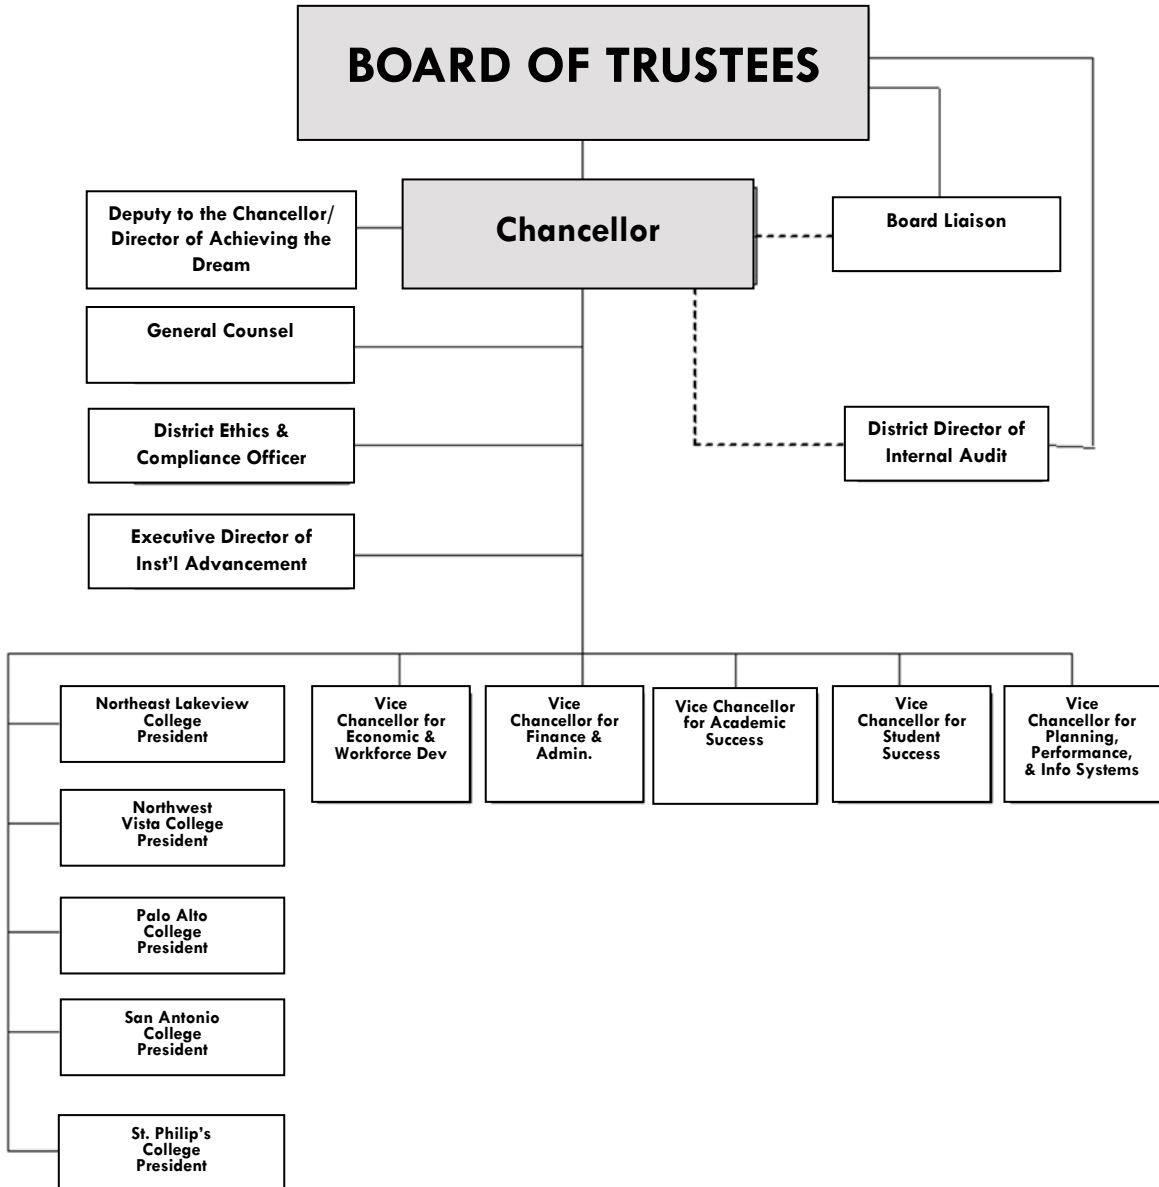 BOARD OF TRUSTEES
Deputy to the Chancellor/
Director of Achieving the
Dream
Chancellor
Board Liaison
General Counsel
District Ethics &
Compliance Officer
District Director of
Internal Audit
Executive Director of
Inst'l Advancement
Northeast Lakeview
College
President
Vice
Chancellor for
Economic &
Workforce Dev
Vice
Chancellor for
Finance &
Admin.
Vice Chancellor
for Academic
Success
Vice
Chancellor for
Student
Success
Vice
Chancellor for
Planning,
Performance,
& Info Systems
Northwest
Vista College
President
Palo Alto
College
President
San Antonio
College
President
St. Philip's
College
President